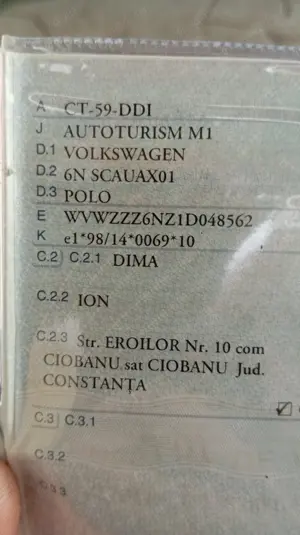 A CT-59-DDI
J AUTOTURISM M1
D.1 VOLKSWAGEN
D.2 6N SCAUAX01
D.3 POLO
E WVWZZZ6NZ1D048562
K e1*98/14*0069*10
C.2 C.2.1 DIMA
C.2.2 ION
C.2.3 Str. EROILOR Nr. 10 com
CIOBANU sat CIOBANU Jud.
CONSTANȚA
C.3 C.3.1
C.3.2